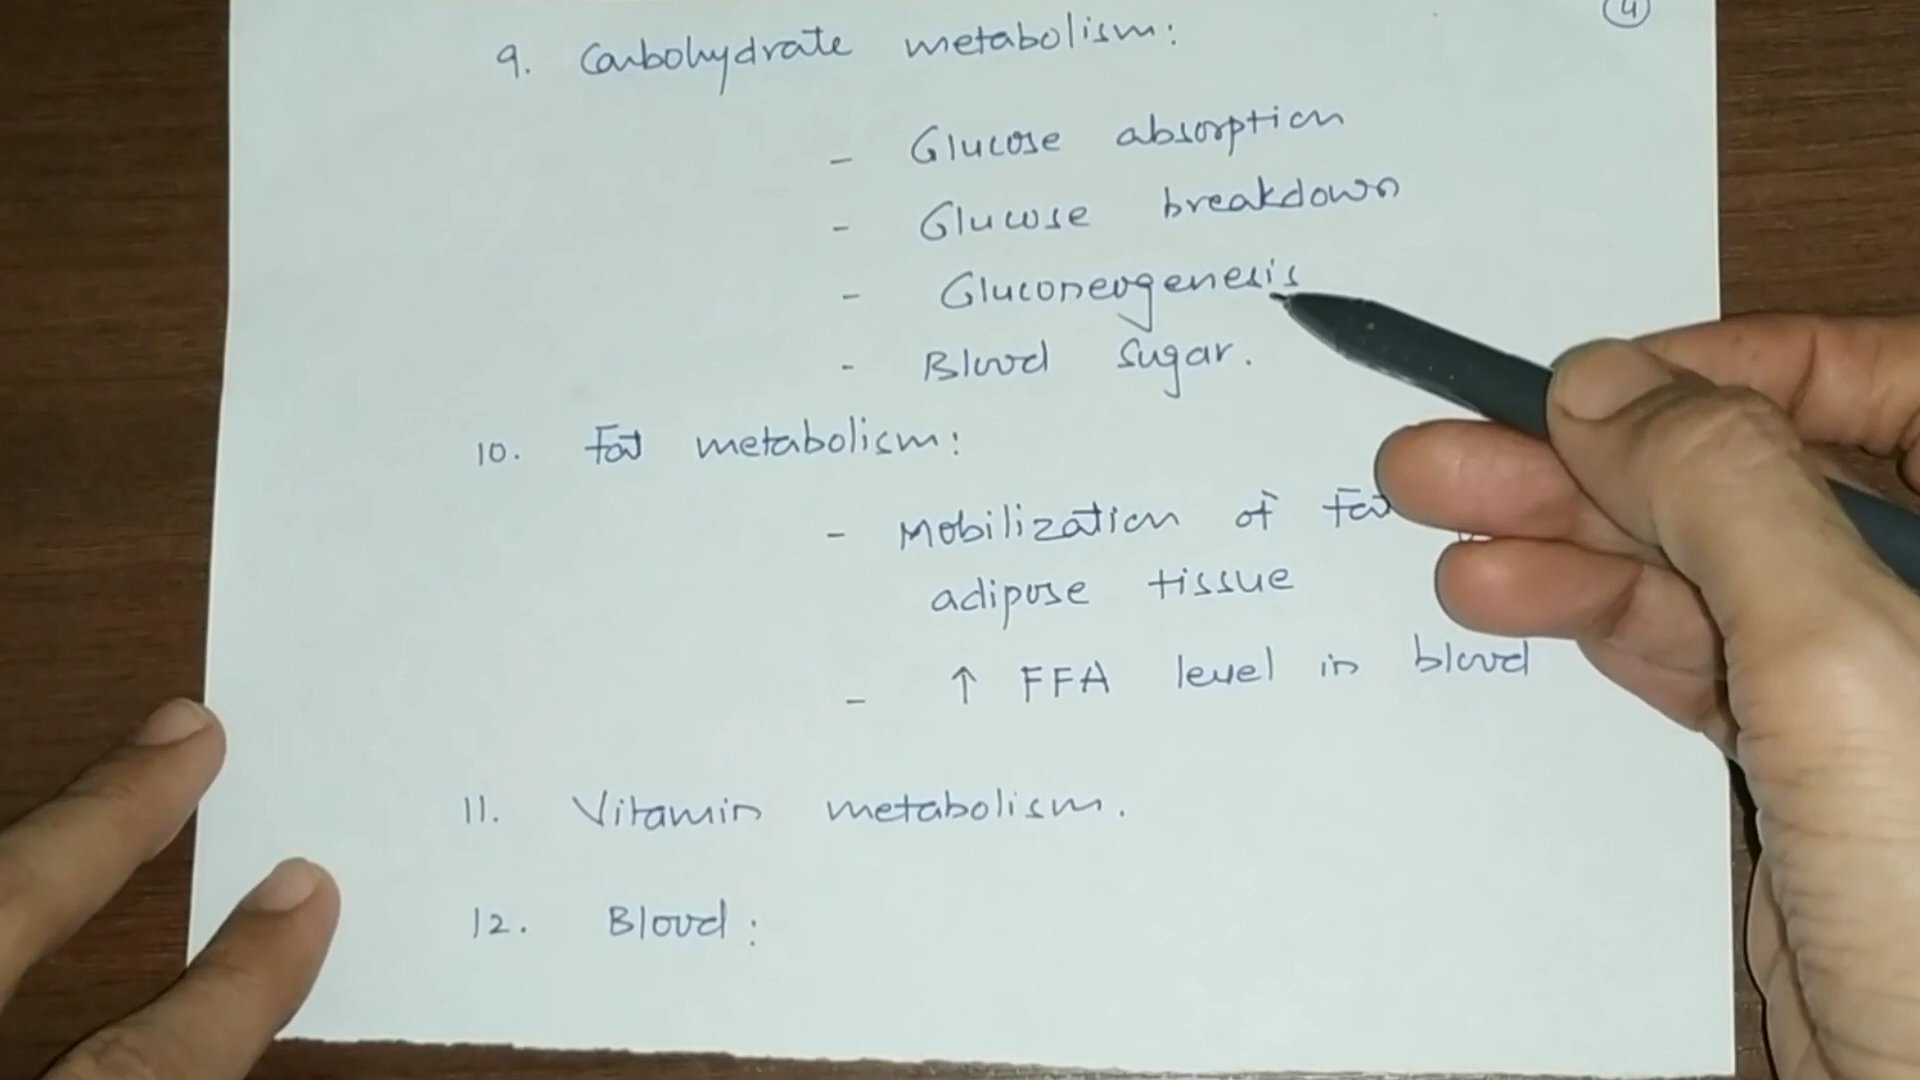 4
9. Carbohydrate metabolism:
- Glucose absorption
- Glucose breakdown
- Gluconeogenesis
- Blood sugar.
10. Fat metabolism:
- Mobilization of Fat
adipose tissue
- ↑ FFA level in blood
11. Vitamin metabolism.
12. Blood: